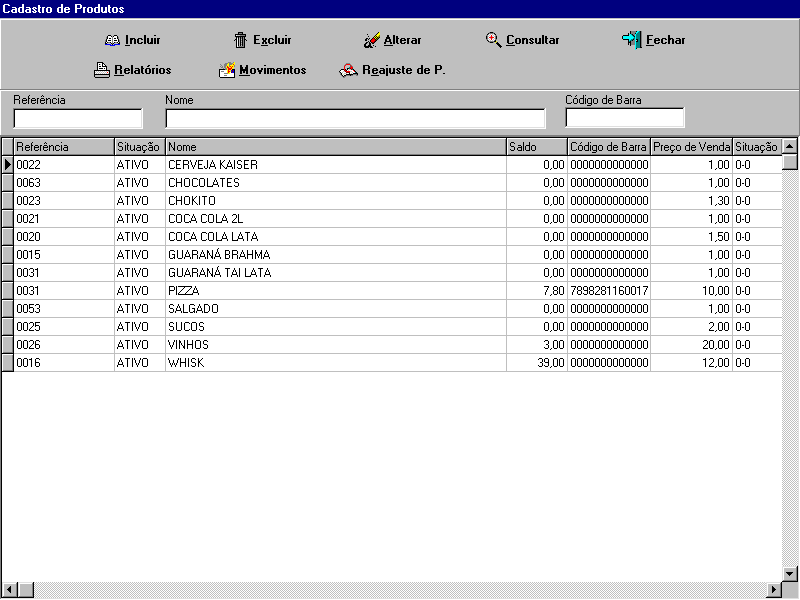 Cadastro de Produtos
Incluir Excluir Alterar Consultar Fechar
Relatórios Movimentos Reajuste de P.
Referência Nome Código de Barra
Referência Situação Nome Saldo Código de Barra Preço de Venda Situação
0022 ATIVO CERVEJA KAISER 0,00 0000000000000 1,00 0-0
0063 ATIVO CHOCOLATES 0,00 0000000000000 1,00 0-0
0023 ATIVO CHOKITO 0,00 0000000000000 1,30 0-0
0021 ATIVO COCA COLA 2L 0,00 0000000000000 1,00 0-0
0020 ATIVO COCA COLA LATA 0,00 0000000000000 1,50 0-0
0015 ATIVO GUARANÁ BRAHMA 0,00 0000000000000 1,00 0-0
0031 ATIVO GUARANÁ TAI LATA 0,00 0000000000000 1,00 0-0
0031 ATIVO PIZZA 7,80 7898281160017 10,00 0-0
0053 ATIVO SALGADO 0,00 0000000000000 1,00 0-0
0025 ATIVO SUCOS 0,00 0000000000000 2,00 0-0
0026 ATIVO VINHOS 3,00 0000000000000 20,00 0-0
0016 ATIVO WHISK 39,00 0000000000000 12,00 0-0